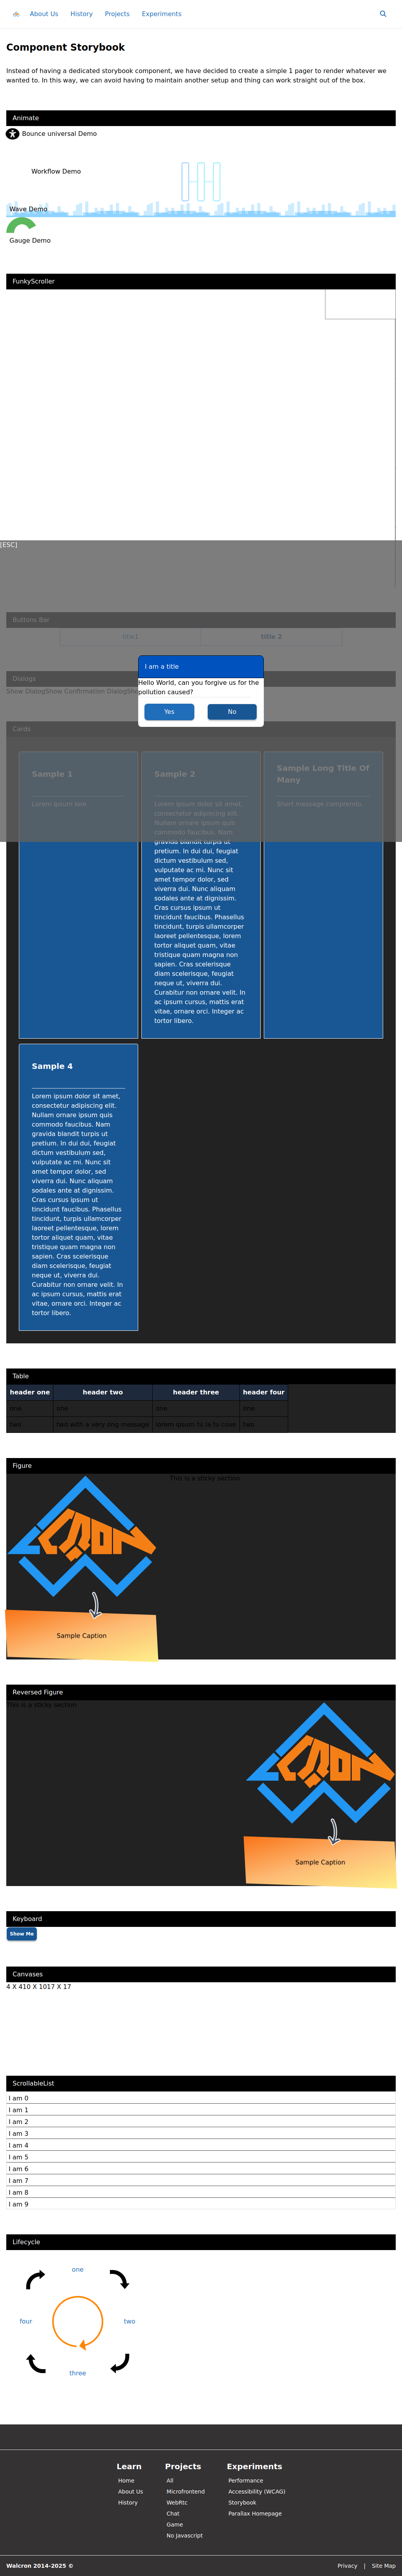 About Us History Projects Experiments
Component Storybook
Instead of having a dedicated storybook component, we have decided to create a simple 1 pager to render whatever we
wanted to. In this way, we can avoid having to maintain another setup and thing can work straight out of the box.
Animate
Bounce universal Demo
Workflow Demo
Wave Demo
Gauge Demo
FunkyScroller
[ESC]
Buttons Bar
title1 title 2
Dialogs
Show DialogShow Confirmation Dialog
I am a title
Hello World, can you forgive us for the
pollution caused?
Yes No
Cards
Sample 1
Lorem ipsum love
Sample 2
Lorem ipsum dolor sit amet,
consectetur adipiscing elit.
Nullam ornare ipsum quis
commodo faucibus. Nam
gravida blandit turpis ut
pretium. In dui dui, feugiat
dictum vestibulum sed,
vulputate ac mi. Nunc sit
amet tempor dolor, sed
viverra dui. Nunc aliquam
sodales ante at dignissim.
Cras cursus ipsum ut
tincidunt faucibus. Phasellus
tincidunt, turpis ullamcorper
laoreet pellentesque, lorem
tortor aliquet quam, vitae
tristique quam magna non
sapien. Cras scelerisque
diam scelerisque, feugiat
neque ut, viverra dui.
Curabitur non ornare velit. In
ac ipsum cursus, mattis erat
vitae, ornare orci. Integer ac
tortor libero.
Sample Long Title Of
Many
Short message comprendo.
Sample 4
Lorem ipsum dolor sit amet,
consectetur adipiscing elit.
Nullam ornare ipsum quis
commodo faucibus. Nam
gravida blandit turpis ut
pretium. In dui dui, feugiat
dictum vestibulum sed,
vulputate ac mi. Nunc sit
amet tempor dolor, sed
viverra dui. Nunc aliquam
sodales ante at dignissim.
Cras cursus ipsum ut
tincidunt faucibus. Phasellus
tincidunt, turpis ullamcorper
laoreet pellentesque, lorem
tortor aliquet quam, vitae
tristique quam magna non
sapien. Cras scelerisque
diam scelerisque, feugiat
neque ut, viverra dui.
Curabitur non ornare velit. In
ac ipsum cursus, mattis erat
vitae, ornare orci. Integer ac
tortor libero.
Table
header one header two header three header four
one one one one
two two with a very lng message lorem ipsum ta la ta cuae two
Figure
This is a sticky section
Sample Caption
Reversed Figure
This is a sticky section
Sample Caption
Keyboard
Show Me
Canvases
4 X 410 X 1017 X 17
ScrollableList
I am 0
I am 1
I am 2
I am 3
I am 4
I am 5
I am 6
I am 7
I am 8
I am 9
Lifecycle
one
four two
three
Learn Projects Experiments
Home All Performance
About Us Microfrontend Accessibility (WCAG)
History WebRtc Storybook
Chat Parallax Homepage
Game
No Javascript
Walcron 2014-2025 © Privacy | Site Map